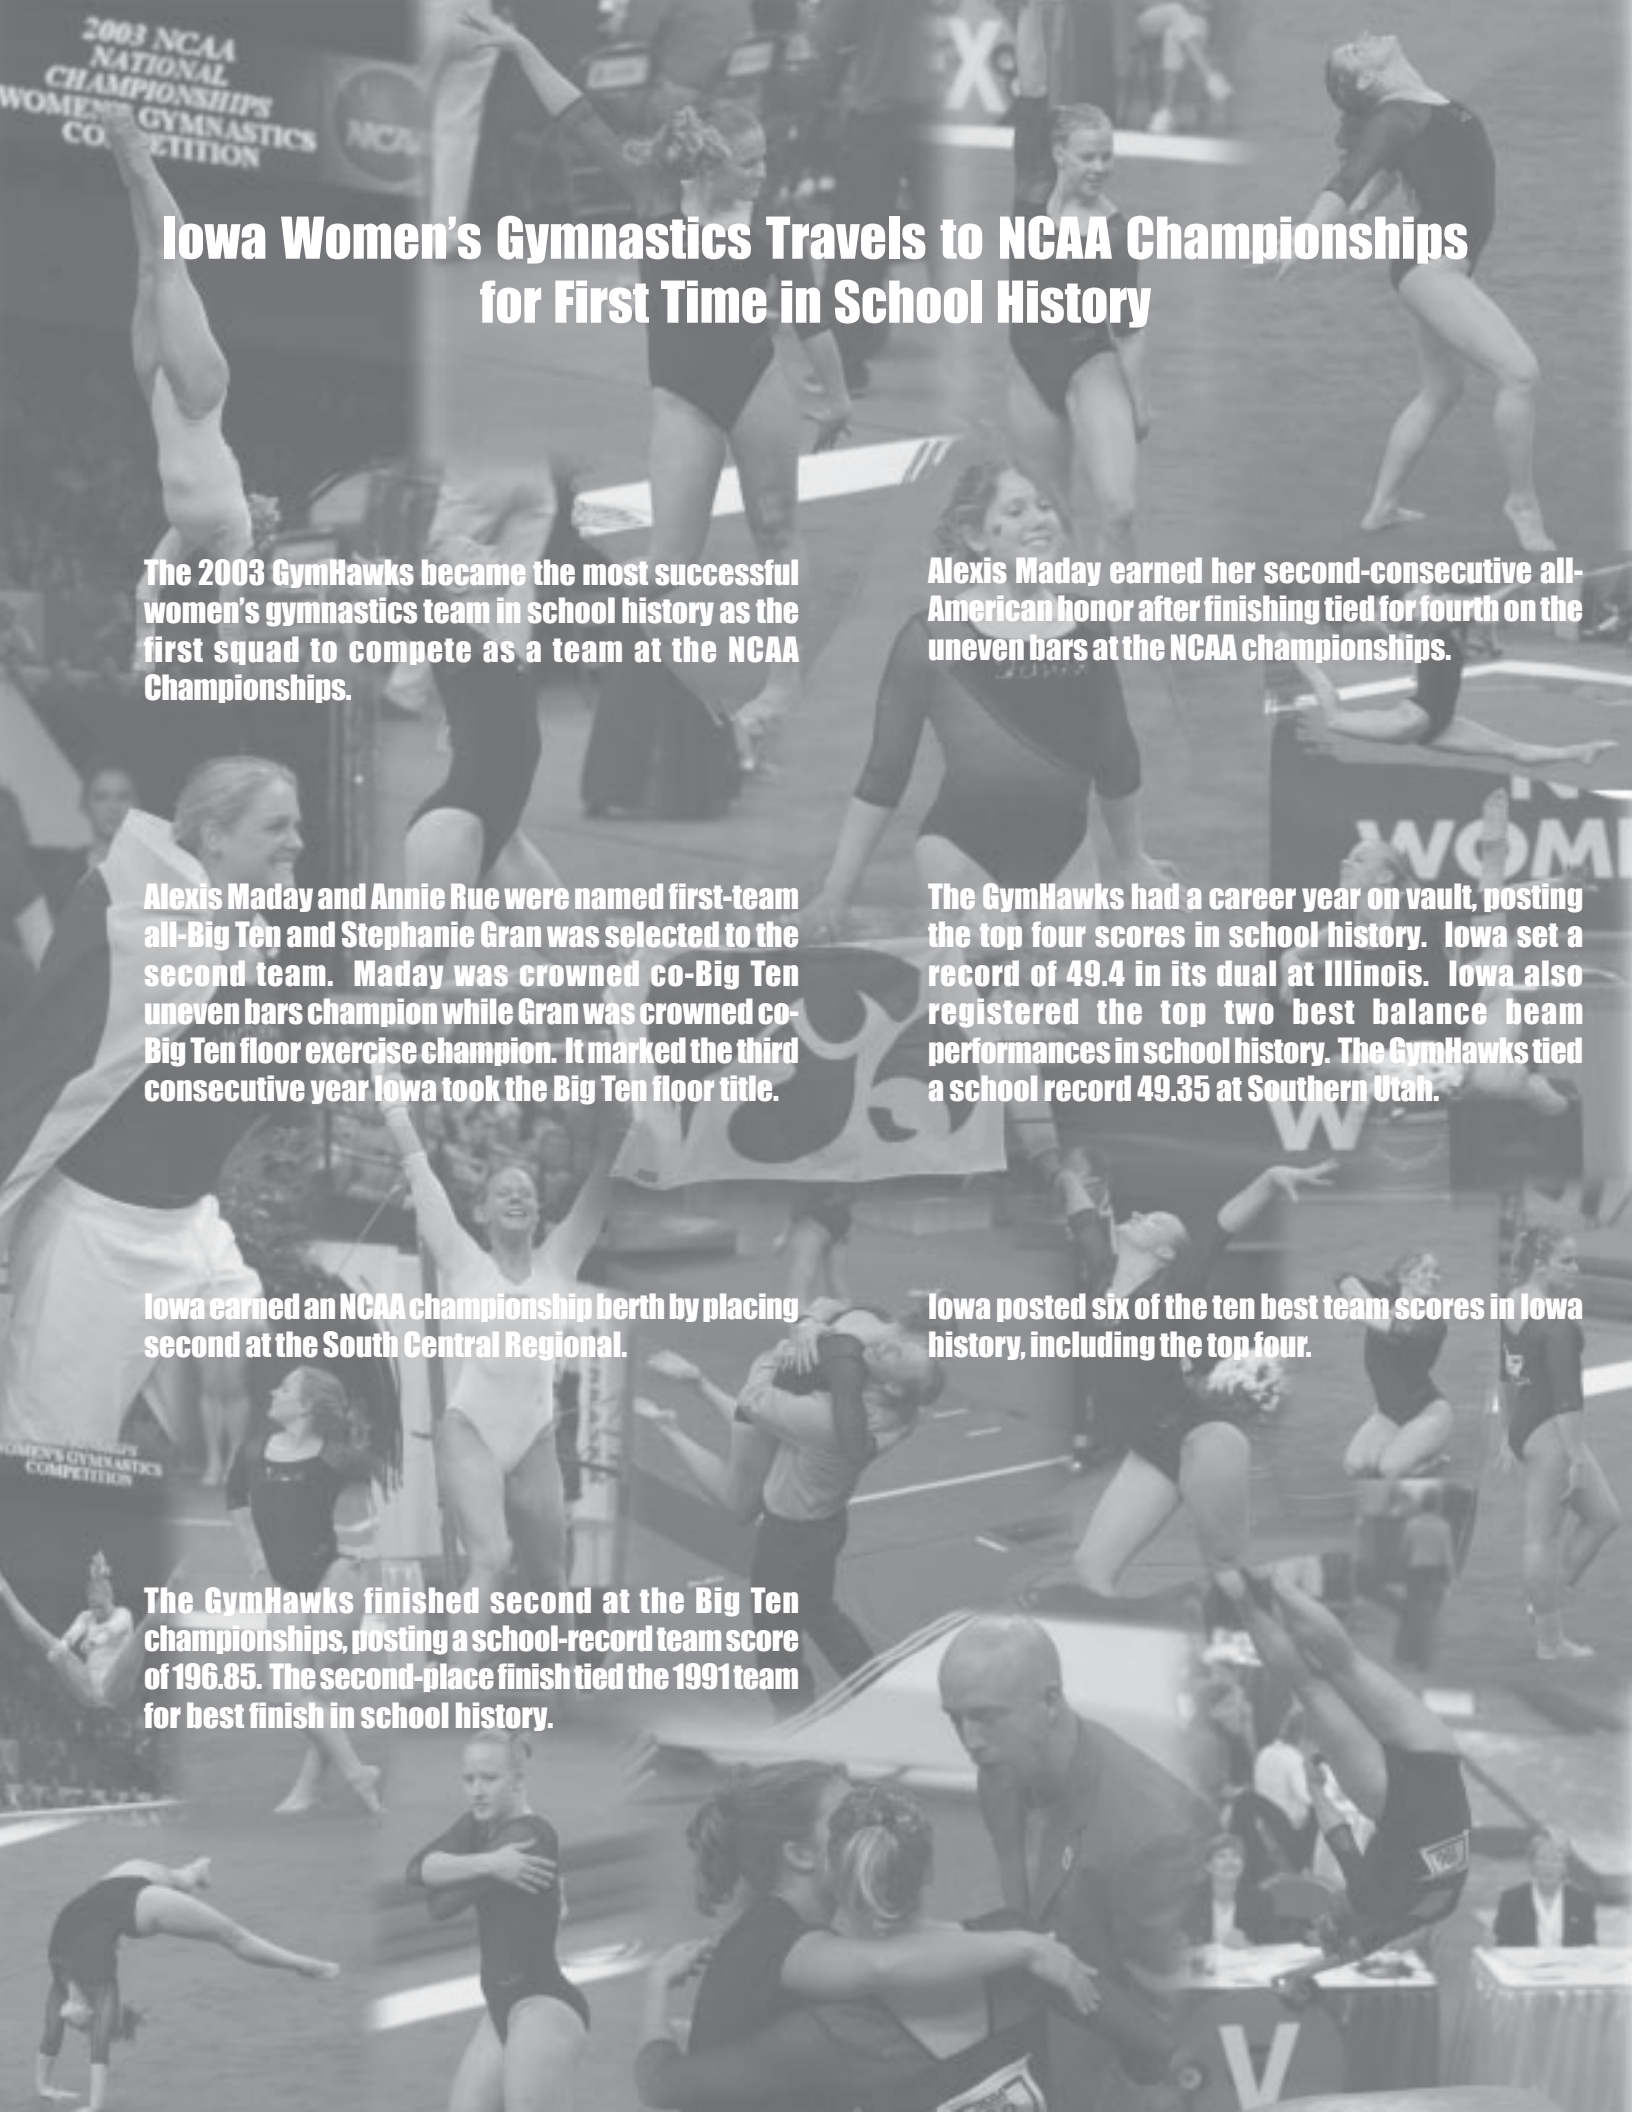 2003 NCAA
NATIONAL
CHAMPIONSHIPS
GYMNASTICS
NCAA
X
Iowa Women's Gymnastics Travels to NCAA Championships
for First Time in School History
The 2003 GymHawks became the most successful
women's gymnastics team in school history as the
first squad to compete as a team at the NCAA
Championships.
Alexis Maday and Annie Rue were named first-team
all-Big Ten and Stephanie Gran was selected to the
second team. Maday was crowned co-Big Ten
uneven bars champion while Gran was crowned co-
Big Ten floor exercise champion. It marked the third
consecutive year Iowa took the Big Ten floor title.
Iowa earned an NCAA championship berth by placing
second at the South Central Regional.
The GymHawks finished second at the Big Ten
championships, posting a school-record team score
of 196.85. The second-place finish tied the 1991 team
for best finish in school history.
Alexis Maday earned her second-consecutive all-
American honor after finishing tied for fourth on the
uneven bars at the NCAA championships.
The GymHawks had a career year on vault, posting
the top four scores in school history. Iowa set a
record of 49.4 in its dual at Illinois. Iowa also
registered the top two best balance beam
performances in school history. The GymHawks tied
a school record 49.35 at Southern Utah.
Iowa posted six of the ten best team scores in Iowa
history, including the top four.
WOM
W
WOMEN'S GYMNASTICS
COMPETITION
V